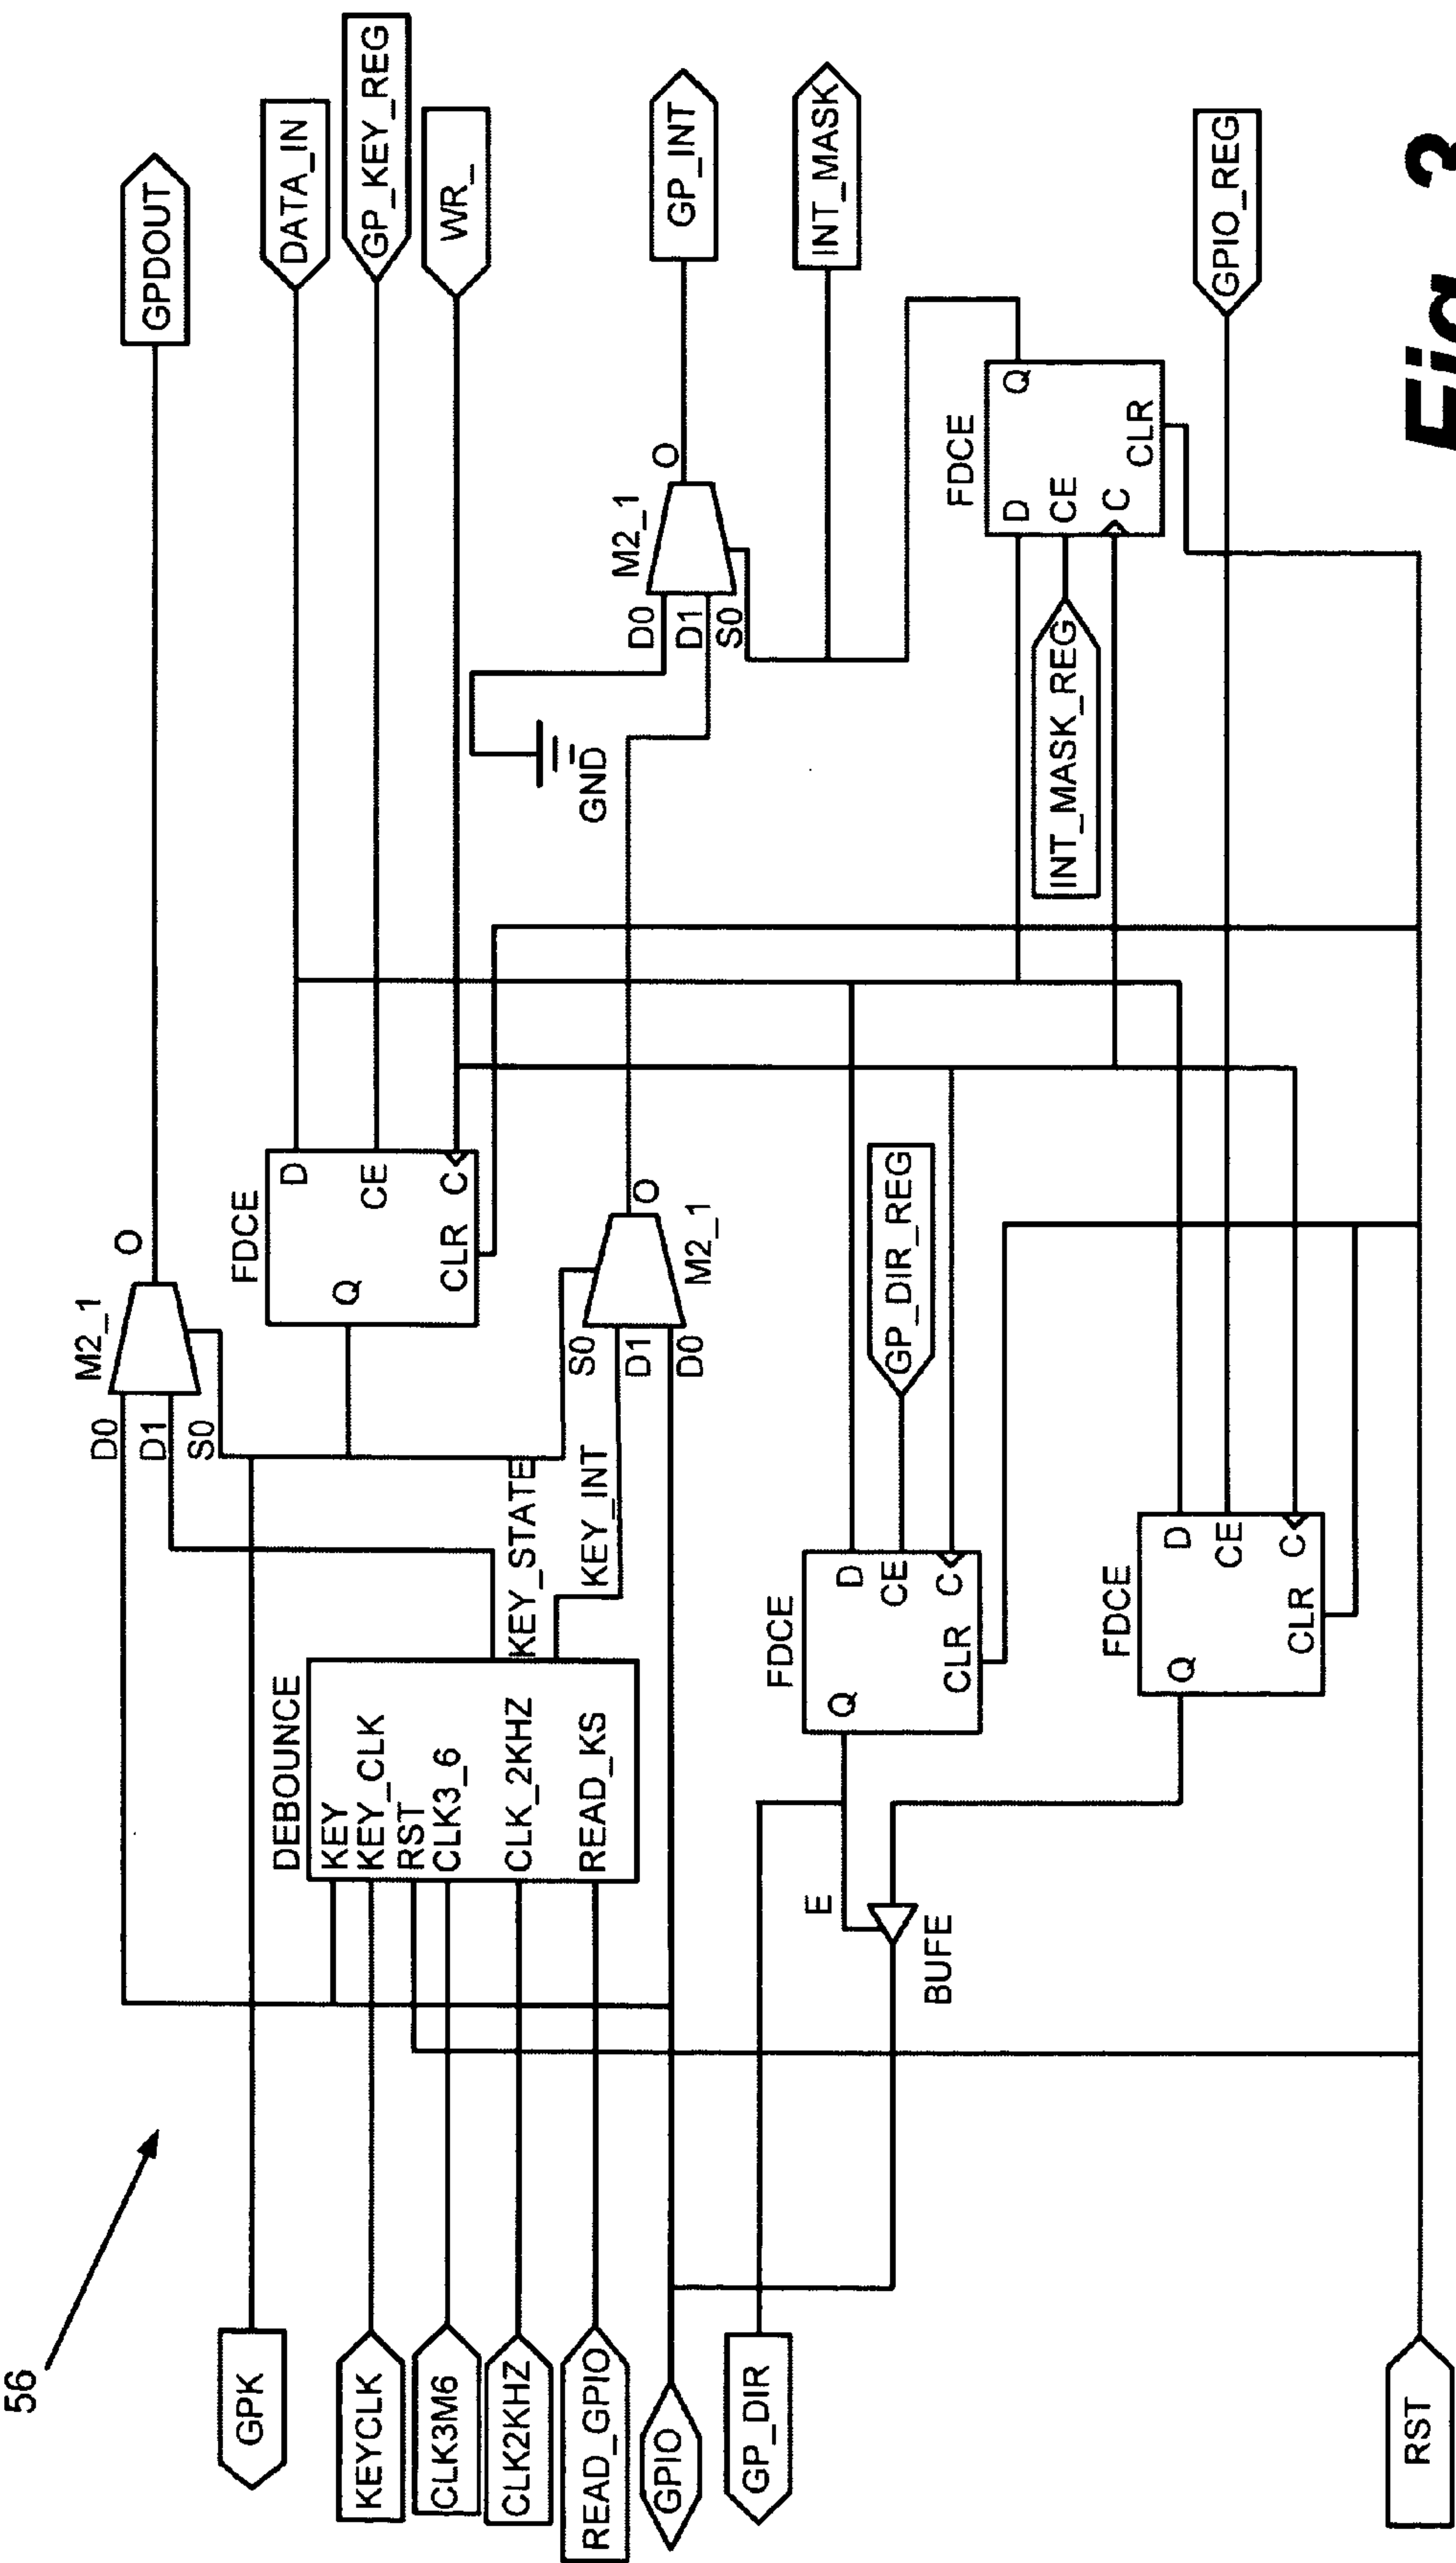 56
GPDOUT
M2_1
O
D0
D1
S0
DATA_IN
GP_KEY_REG
WR_
FDCE
D
Q
CE
C
CLR
GPK
DEBOUNCE
KEY
KEY_CLK
RST
CLK3_6
CLK_2KHZ
READ_KS
KEY_STATE
KEY_INT
KEYCLK
CLK3M6
CLK2KHZ
READ_GPIO
GPIO
S0
D1
D0
O
M2_1
GND
M2_1
D0
D1
S0
O
GP_INT
INT_MASK
GP_DIR
E
BUFE
FDCE
D
Q
CE
C
CLR
GP_DIR_REG
FDCE
D
Q
CE
C
CLR
INT_MASK_REG
FDCE
D
Q
CE
C
CLR
GPIO_REG
RST
Fig. 3